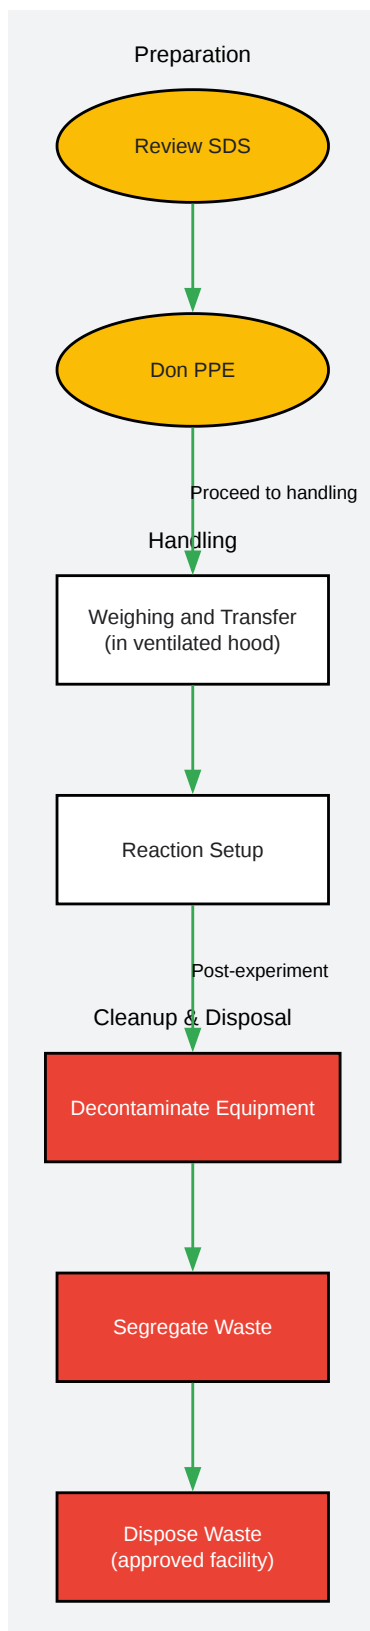 Preparation
Review SDS
Don PPE
Proceed to handling
Handling
Weighing and Transfer
(in ventilated hood)
Reaction Setup
Post-experiment
Cleanup & Disposal
Decontaminate Equipment
Segregate Waste
Dispose Waste
(approved facility)